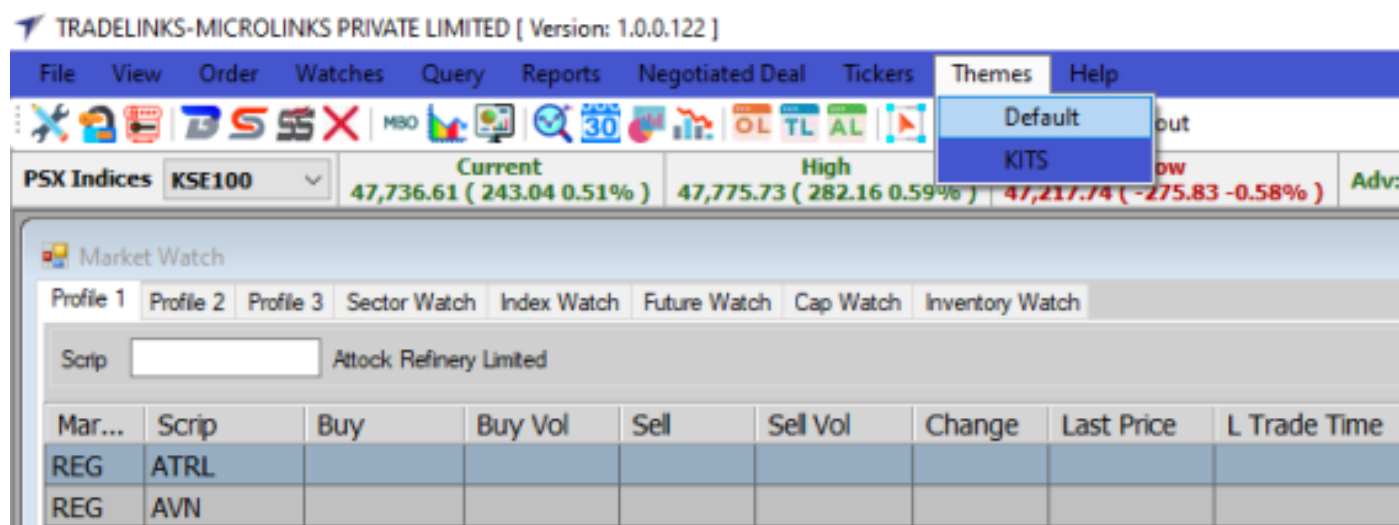 TRADELINKS-MICROLINKS PRIVATE LIMITED [ Version: 1.0.0.122 ]
File View Order Watches Query Reports Negotiated Deal Tickers Themes Help
Default
KITS
MBO 30 OL TL AL out
PSX Indices KSE100
Current
47,736.61 ( 243.04 0.51% )
High
47,775.73 ( 282.16 0.59% )
ow
47,217.74 ( -275.83 -0.58% )
Adv:
Market Watch
Profile 1 Profile 2 Profile 3 Sector Watch Index Watch Future Watch Cap Watch Inventory Watch
Scrip Attock Refinery Limited
Mar... Scrip Buy Buy Vol Sell Sell Vol Change Last Price L Trade Time
REG ATRL
REG AVN